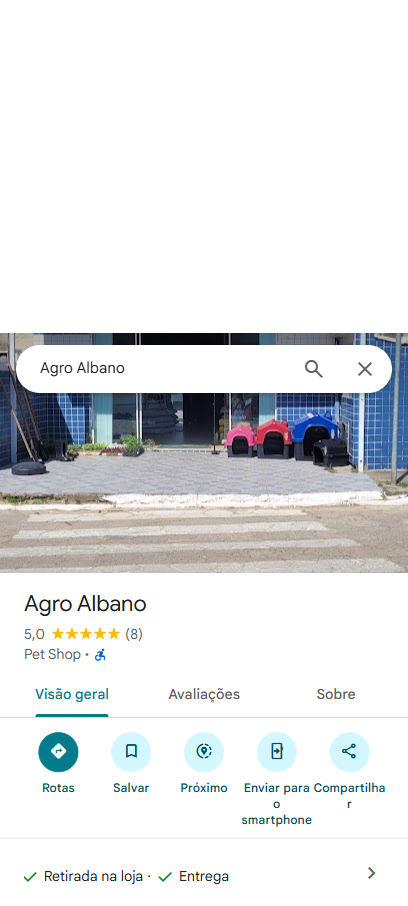 Agro Albano
Agro Albano
5,0 (8)
Pet Shop ·
Visão geral Avaliações Sobre
Rotas Salvar Próximo Enviar para o smartphone Compartilhar
Retirada na loja · Entrega